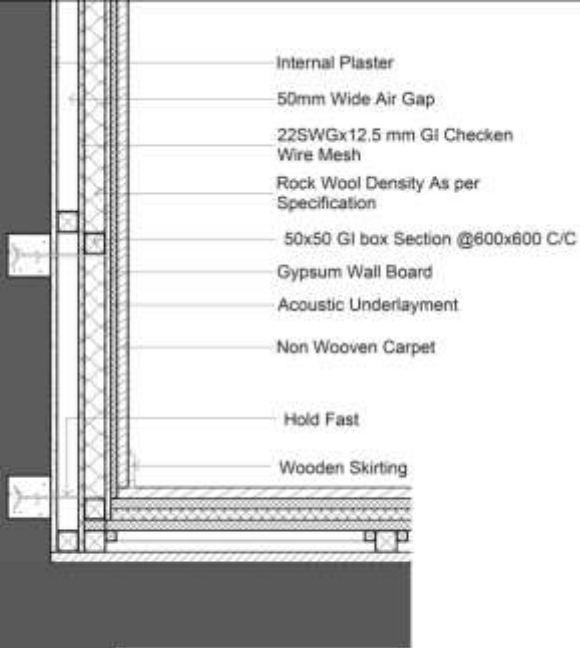 Internal Plaster
50mm Wide Air Gap
22SWGx12.5 mm GI Checken
Wire Mesh
Rock Wool Density As per
Specification
50x50 GI box Section @600x600 C/C
Gypsum Wall Board
Acoustic Underlayment
Non Wooven Carpet
Hold Fast
Wooden Skirting